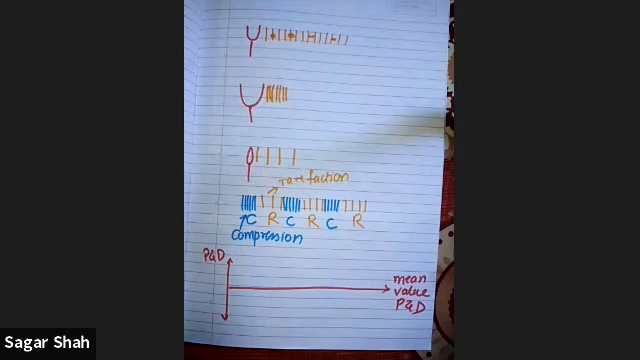 rarefaction
C R C R C R
compression
P&D
mean
value
P&D
Sagar Shah